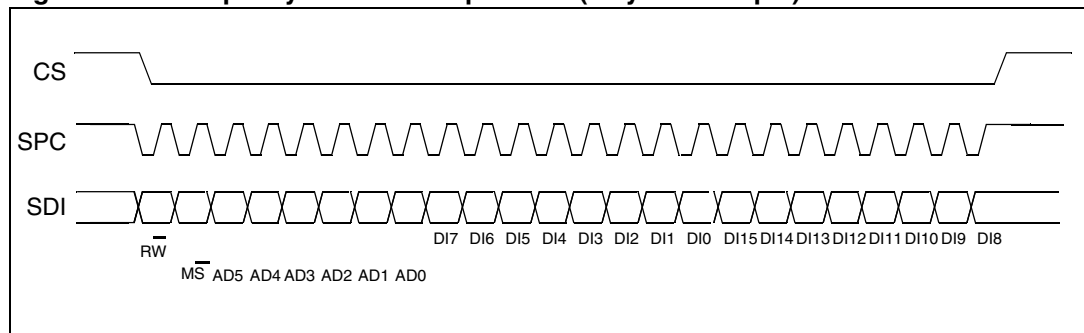 CS
SPC
SDI
DI7 DI6 DI5 DI4 DI3 DI2 DI1 DI0 DI15 DI14 DI13 DI12 DI11 DI10 DI9 DI8
RW
MS AD5 AD4 AD3 AD2 AD1 AD0